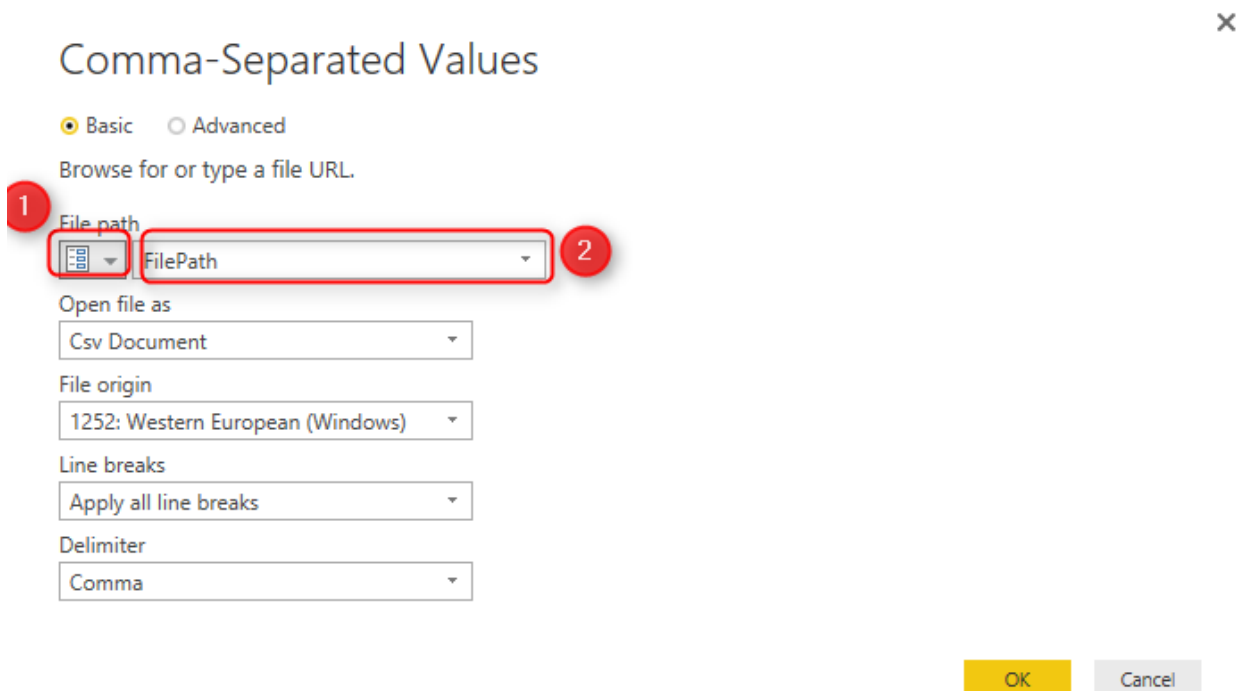 Comma-Separated Values
Basic Advanced
Browse for or type a file URL.
1
File path
FilePath
2
Open file as
Csv Document
File origin
1252: Western European (Windows)
Line breaks
Apply all line breaks
Delimiter
Comma
OK Cancel